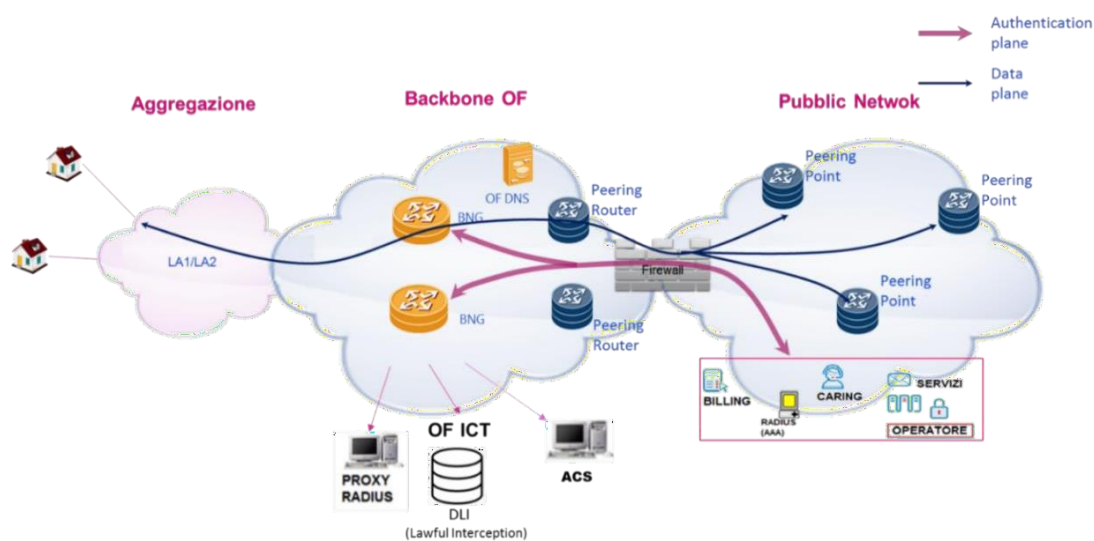 Authentication
plane
Data
plane
Aggregazione
Backbone OF
Pubblic Netwok
OF DNS
BNG
Peering
Router
Peering
Point
Peering
Point
LA1/LA2
Firewall
Peering
Point
BNG
Peering
Router
BILLING
CARING
SERVIZI
RADIUS
(AAA)
OPERATORE
OF ICT
PROXY
RADIUS
ACS
DLI
(Lawful Interception)